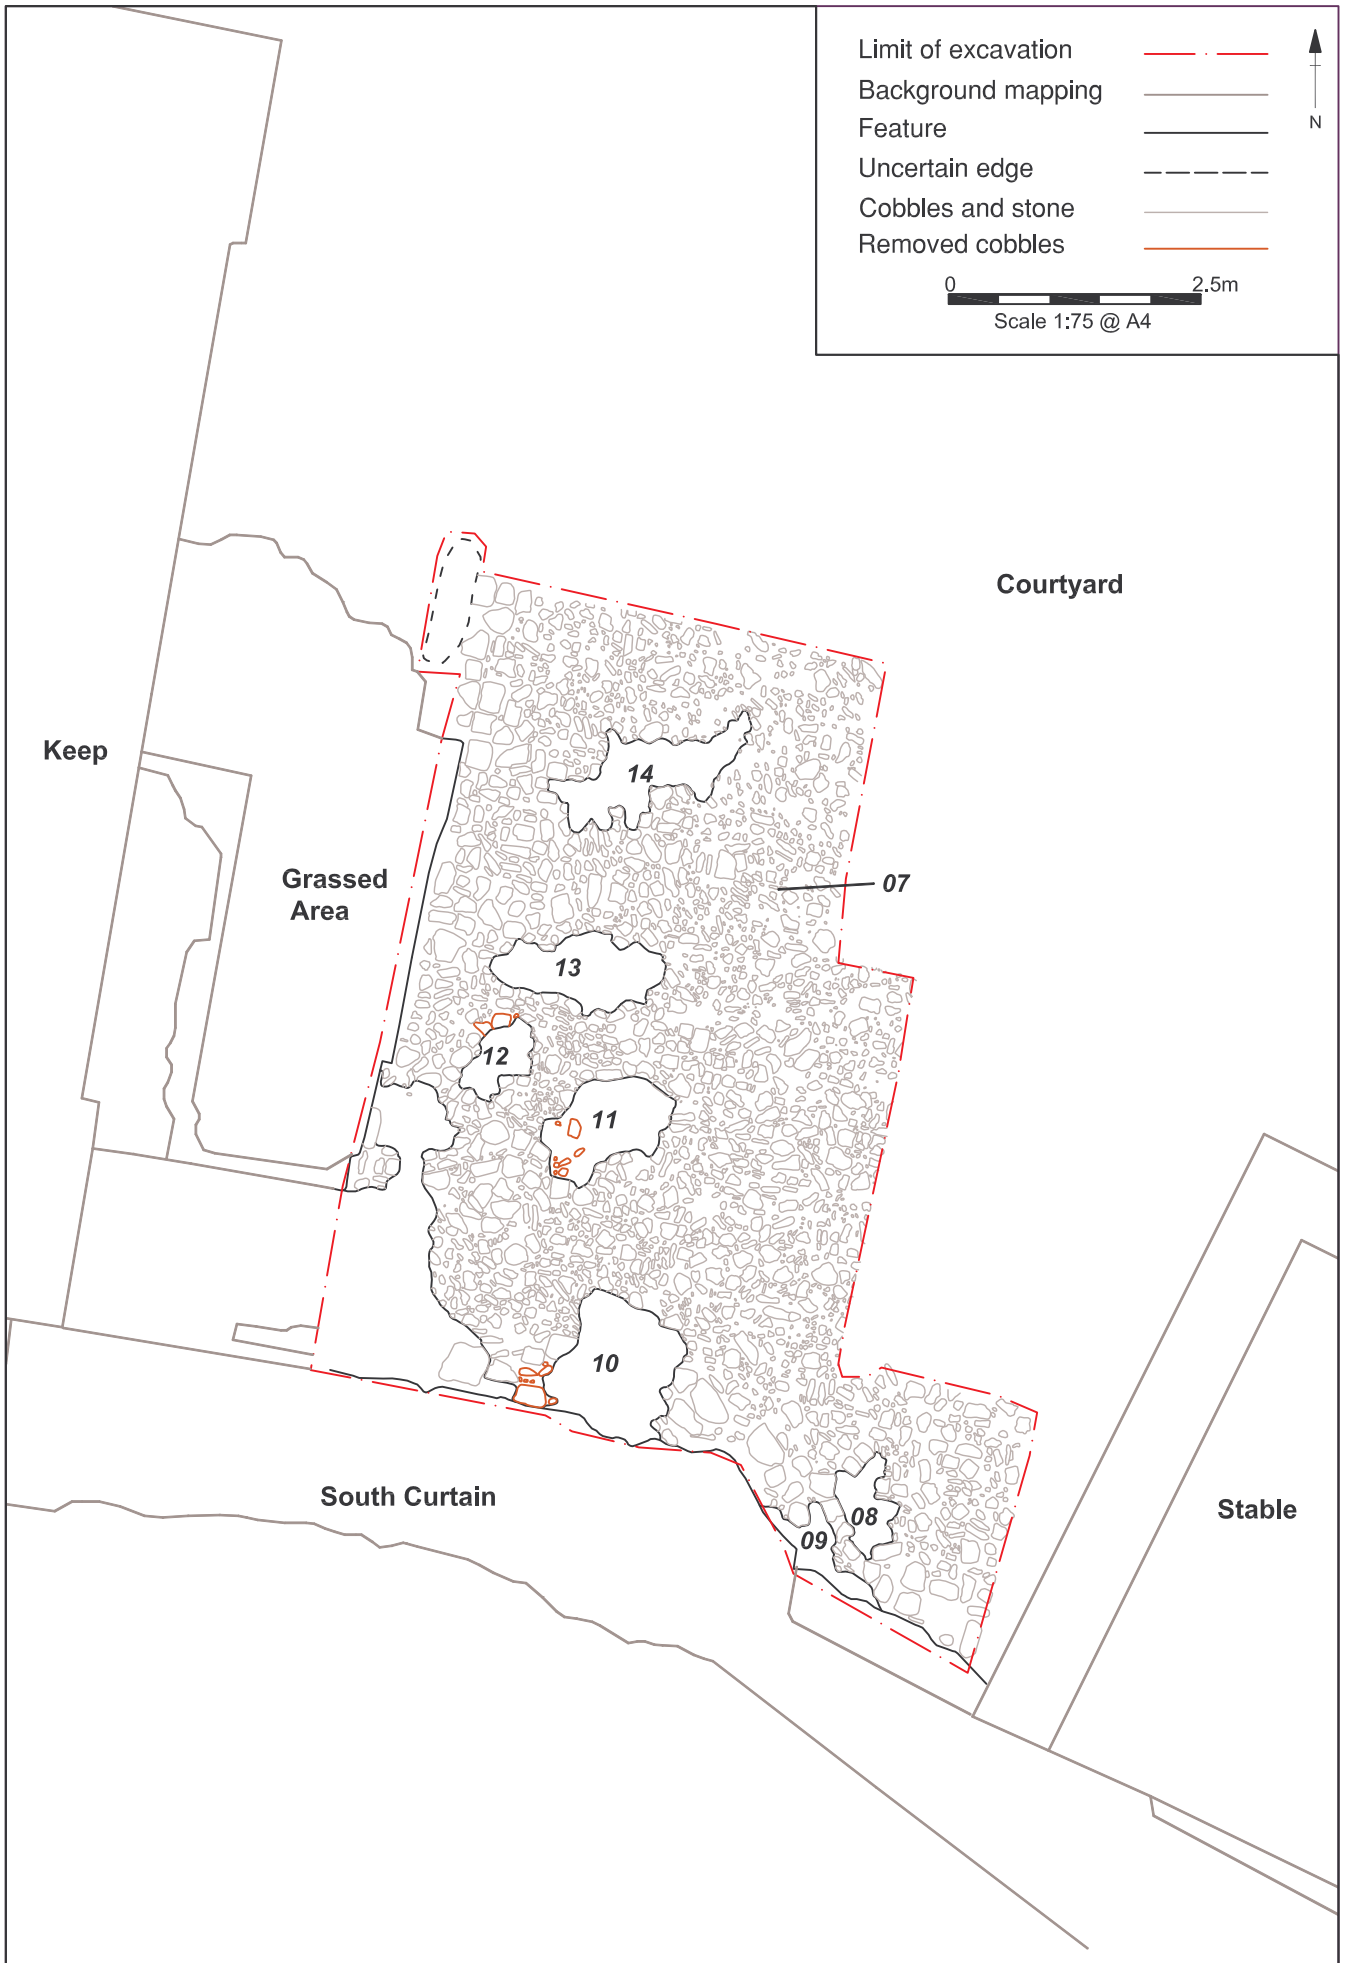 Limit of excavation
Background mapping
Feature
Uncertain edge
Cobbles and stone
Removed cobbles
N
0 2.5m
Scale 1:75 @ A4
Courtyard
Keep
14
Grassed
Area
07
13
12
11
10
South Curtain
08
09
Stable